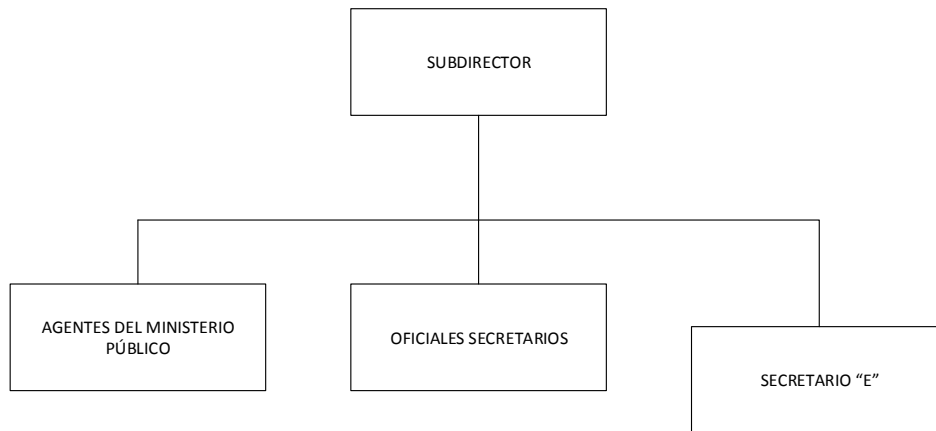 SUBDIRECTOR
AGENTES DEL MINISTERIO
PÚBLICO
OFICIALES SECRETARIOS
SECRETARIO “E”